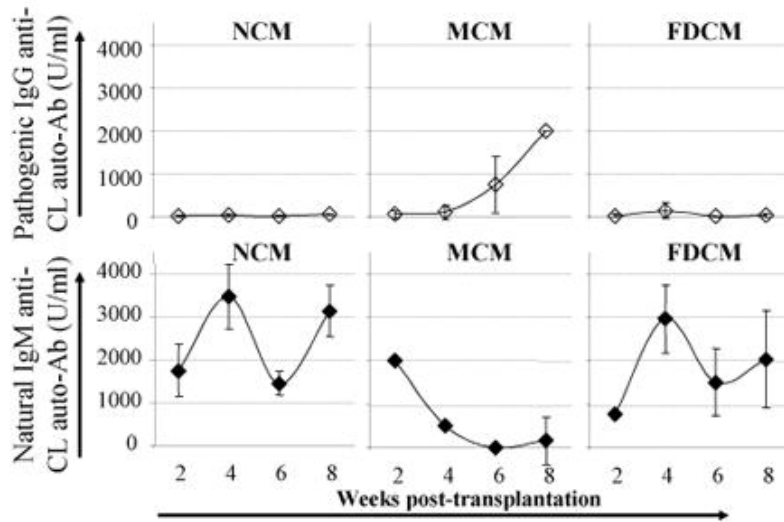 Pathogenic IgG anti-
CL auto-Ab (U/ml)
NCM
MCM
FDCM
4000
3000
2000
1000
0
Natural IgM anti-
CL auto-Ab (U/ml)
NCM
MCM
FDCM
4000
3000
2000
1000
0
2 4 6 8 2 4 6 8 2 4 6 8
Weeks post-transplantation